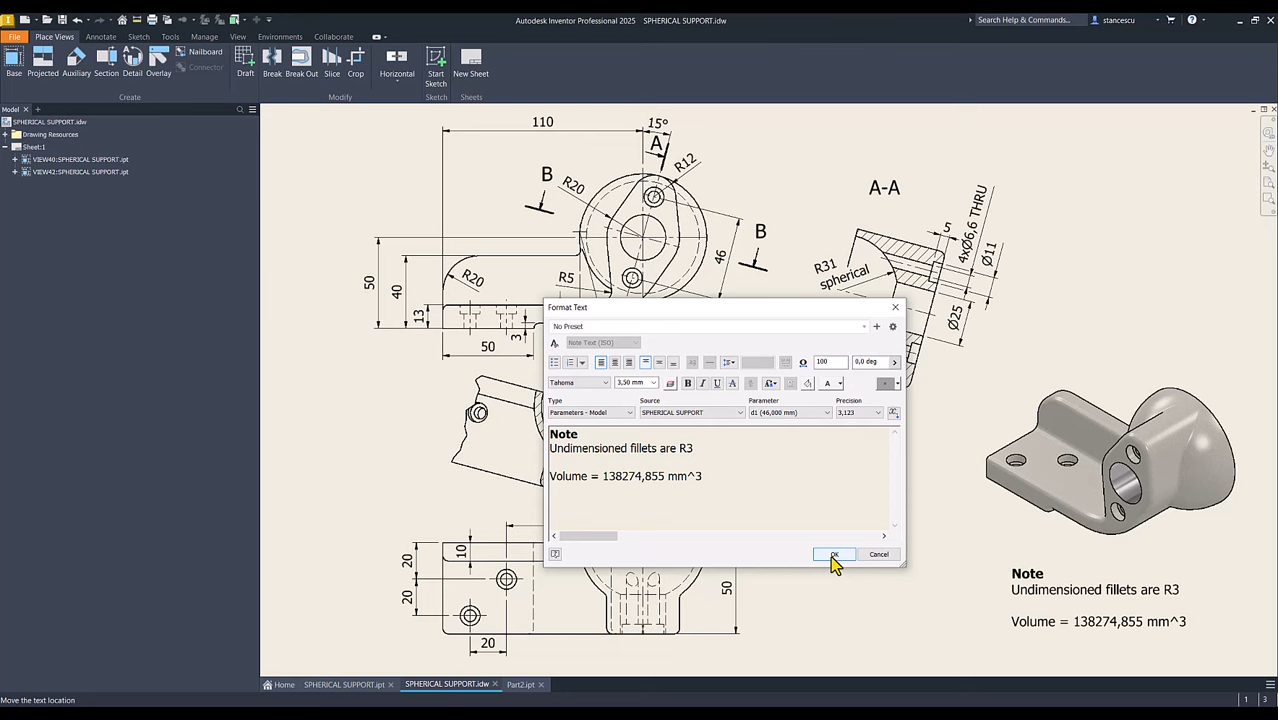 Autodesk Inventor Professional 2025 SPHERICAL SUPPORT.idw
Search Help & Commands...
stancescu
File
Place Views
Annotate
Sketch
Tools
Manage
View
Environments
Collaborate
Base
Projected
Auxiliary
Section
Detail
Overlay
Nailboard
Connector
Draft
Break
Break Out
Slice
Crop
Horizontal
Start
Sketch
New Sheet
Create
Modify
Sketch
Sheets
Model
SPHERICAL SUPPORT.idw
Drawing Resources
Sheet:1
VIEW40:SPHERICAL SUPPORT.ipt
VIEW42:SPHERICAL SUPPORT.ipt
110
15°
A
R12
B
R20
B
46
50
40
13
R20
R5
3
50
A-A
R31
spherical
5
4xØ6,6 THRU
Ø11
Ø25
Format Text
No Preset
Note Text (ISO)
100
0,0 deg
Tahoma
3,50 mm
B I U A
A
Type
Source
Parameter
Precision
Parameters - Model
SPHERICAL SUPPORT
d1 (46,000 mm)
3,123
Note
Undimensioned fillets are R3
Volume = 138274,855 mm^3
OK
Cancel
20
10
20
20
50
Note
Undimensioned fillets are R3
Volume = 138274,855 mm^3
Home
SPHERICAL SUPPORT.ipt
SPHERICAL SUPPORT.idw
Part2.ipt
Move the text location
1
3